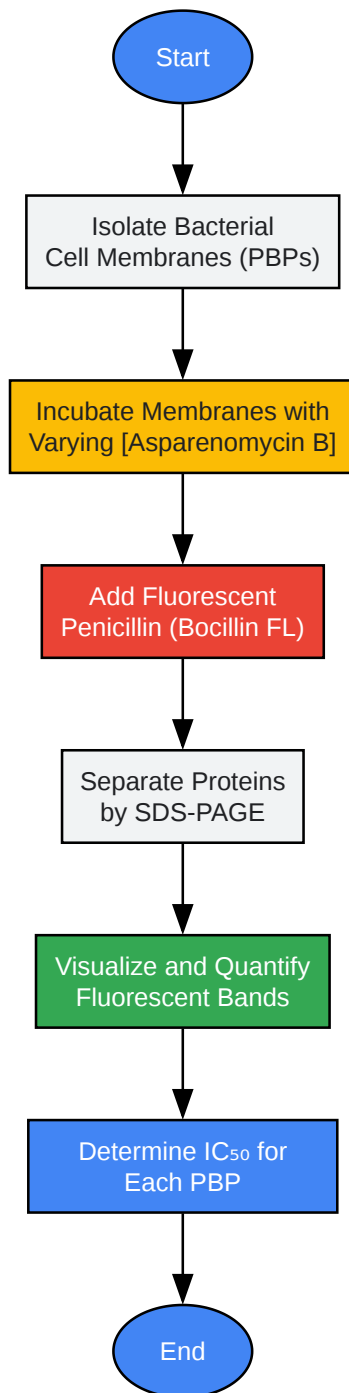 Start
Isolate Bacterial
Cell Membranes (PBPs)
Incubate Membranes with
Varying [Asparenomycin B]
Add Fluorescent
Penicillin (Bocillin FL)
Separate Proteins
by SDS-PAGE
Visualize and Quantify
Fluorescent Bands
Determine IC₅₀ for
Each PBP
End